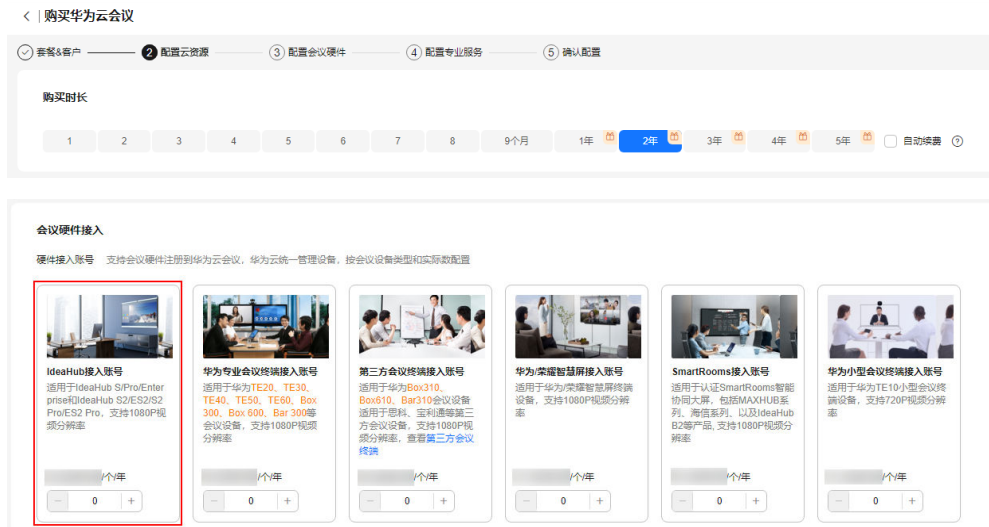 购买华为云会议
套餐&客户
2 配置云资源
3 配置会议硬件
4 配置专业服务
5 确认配置
购买时长
1 2 3 4 5 6 7 8 9个月 1年 2年 3年 4年 5年 自动续费 ?
会议硬件接入
硬件接入账号 支持会议硬件注册到华为云会议，华为云统一管理设备，按会议设备类型和实际数配置
IdeaHub接入账号
适用于IdeaHub S/Pro/Enter
prise和IdeaHub S2/ES2/S2
Pro/ES2 Pro，支持1080P视
频分辨率
/个/年
− 0 +
华为专业会议终端接入账号
适用于华为TE20、TE30、
TE40、TE50、TE60、Box
300、Box 600、Bar 300等
会议设备，支持1080P视频
分辨率
/个/年
− 0 +
第三方会议终端接入账号
适用于华为Box310、
Box610、Bar310会议设备
适用于思科、宝利通等第三
方会议设备，支持1080P视
频分辨率，查看第三方会议
终端
/个/年
− 0 +
华为/荣耀智慧屏接入账号
适用于华为/荣耀智慧屏终端
设备，支持1080P视频分辨
率
/个/年
− 0 +
SmartRooms接入账号
适用于认证SmartRooms智能
协同大屏，包括MAXHUB系
列、海信系列、以及IdeaHub
B2等产品, 支持1080P视频分
辨率
/个/年
− 0 +
华为小型会议终端接入账号
适用于华为TE10小型会议终
端设备，支持720P视频分辨
率
/个/年
− 0 +